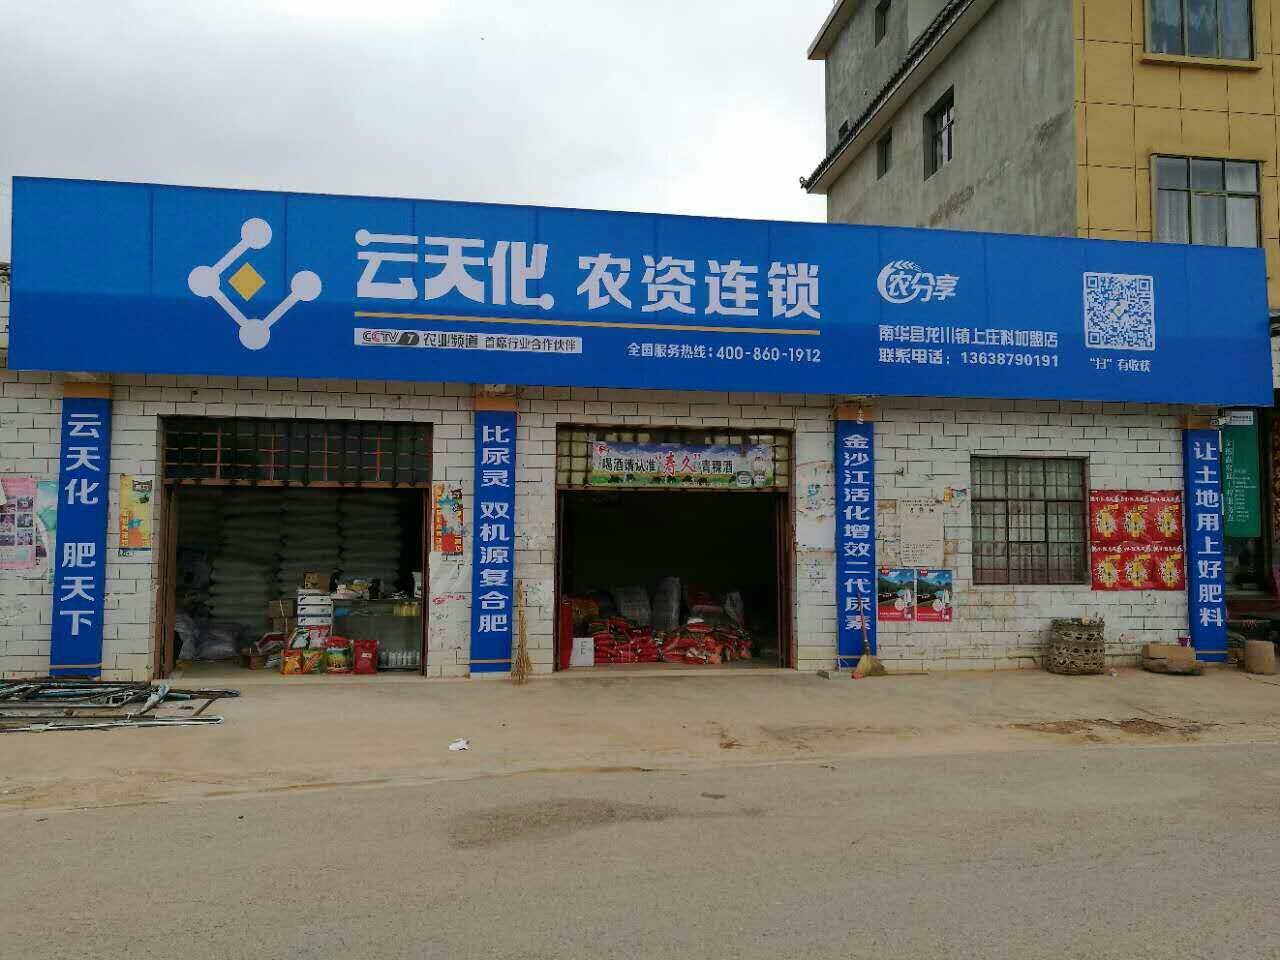 云天化 农资连锁
CCTV 7 农业频道 首席行业合作伙伴
全国服务热线：400-860-1912
农分享
南华县龙川镇上庄科加盟店
联系电话：13638790191
“扫”有收获
云天化 肥天下
比尿灵 双机源复合肥
喝酒请认准“寿久”青稞酒
金沙江活化增效二代尿素
让土地用上好肥料